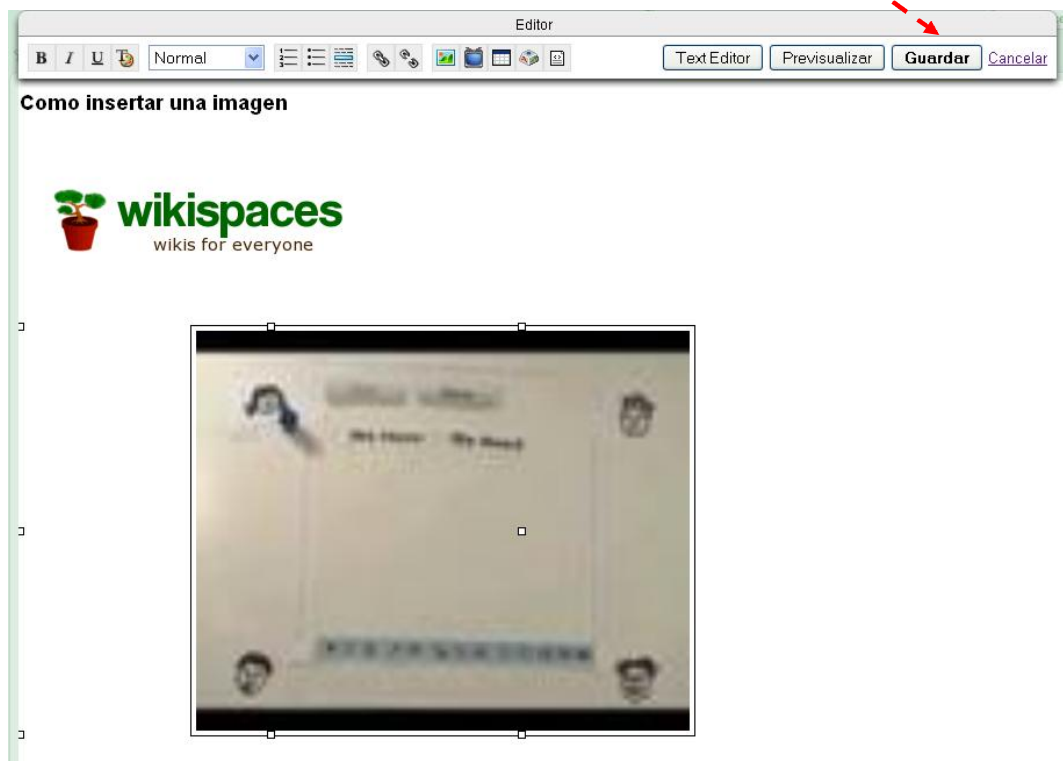 Editor
B I U T Normal Text Editor Previsualizar Guardar Cancelar
Como insertar una imagen
wikispaces
wikis for everyone